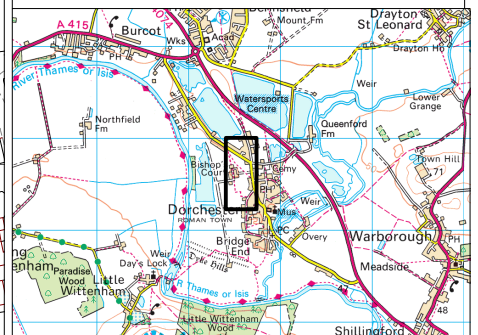 Drayton
St Leonard
Mount Fm
A 415
Burcot
Acad
Wks
PH
Drayton Ho
River Thames or Isis
Weir
Watersports
Centre
Lower
Grange
Northfield
Fm
Queenford
Fm
Bishop's
Court
Cemy
Town Hill
71
PH
Weir
Dorchester
ROMAN TOWN
Mus
PC
Overy
Warborough
PH
Bridge
End
Weir
Day's Lock
Dyke Hills
Meadside
Paradise
Wood
Little
Wittenham
R Thames or Isis
47
48
Little Wittenham
Wood
Shillingford